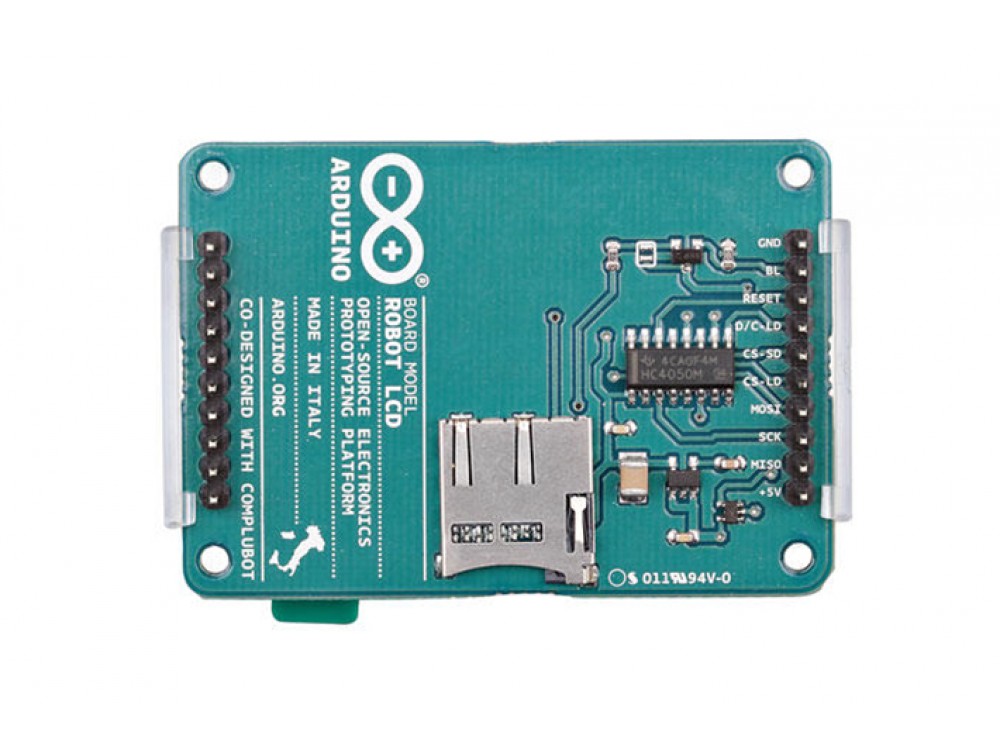 ARDUINO
®
BOARD MODEL
ROBOT LCD
OPEN-SOURCE ELECTRONICS
PROTOTYPING PLATFORM
MADE IN ITALY
ARDUINO.ORG
CO-DESIGNED WITH COMPLUBOT
GND
BL
RESET
D/C-LD
CS-SD
CS-LD
MOSI
SCK
MISO
+5V
4CA0F4M
HC4050M
011 94V-0